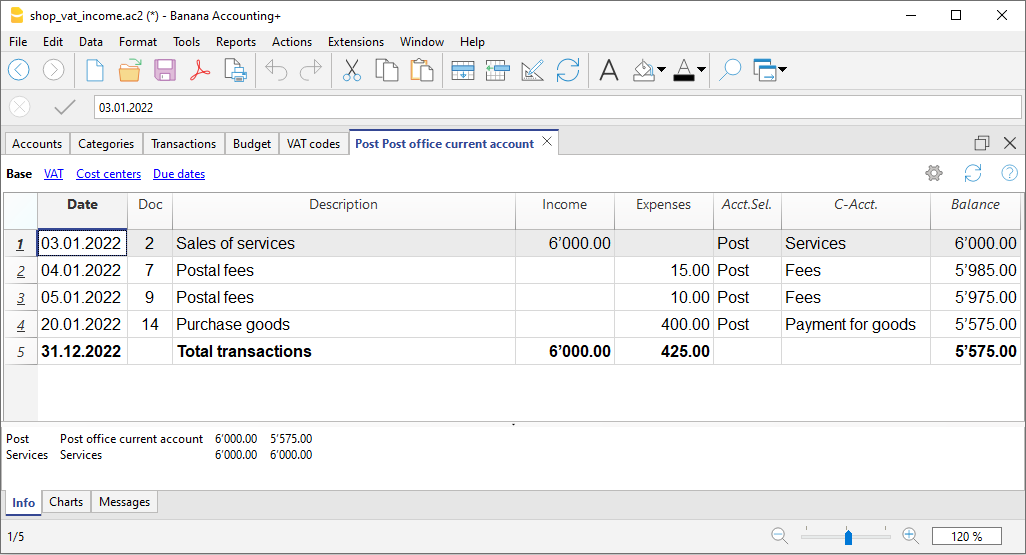 shop_vat_income.ac2 (*) - Banana Accounting+
File Edit Data Format Tools Reports Actions Extensions Window Help
03.01.2022
Accounts Categories Transactions Budget VAT codes Post Post office current account
Base VAT Cost centers Due dates
Date Doc Description Income Expenses Acct.Sel. C-Acct. Balance
1 03.01.2022 2 Sales of services 6’000.00 Post Services 6’000.00
2 04.01.2022 7 Postal fees 15.00 Post Fees 5’985.00
3 05.01.2022 9 Postal fees 10.00 Post Fees 5’975.00
4 20.01.2022 14 Purchase goods 400.00 Post Payment for goods 5’575.00
5 31.12.2022 Total transactions 6’000.00 425.00 5’575.00
Post Post office current account 6’000.00 5’575.00
Services Services 6’000.00 6’000.00
Info Charts Messages
1/5 120 %